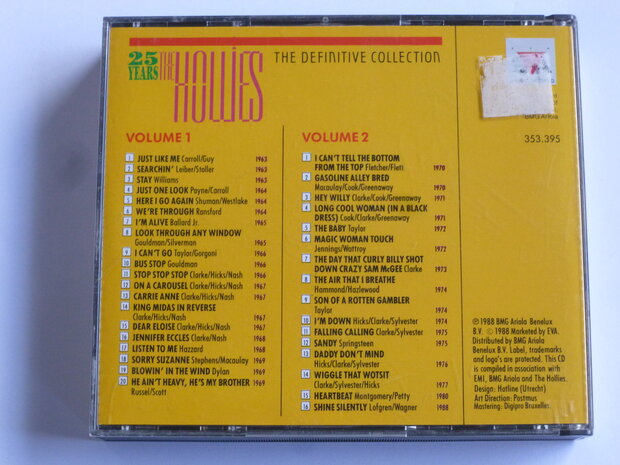 25 YEARS THE HOLLIES THE DEFINITIVE COLLECTION
VOLUME 1
1 JUST LIKE ME Carroll/Guy 1963
2 SEARCHIN' Leiber/Stoller 1963
3 STAY Williams 1963
4 JUST ONE LOOK Payne/Carroll 1964
5 HERE I GO AGAIN Shuman/Westlake 1964
6 WE'RE THROUGH Ransford 1964
7 I'M ALIVE Ballard Jr. 1965
8 LOOK THROUGH ANY WINDOW
Gouldman/Silverman 1965
9 I CAN'T GO Taylor/Gorgoni 1966
10 BUS STOP Gouldman 1966
11 STOP STOP STOP Clarke/Hicks/Nash 1966
12 ON A CAROUSEL Clarke/Hicks/Nash 1967
13 CARRIE ANNE Clarke/Hicks/Nash 1967
14 KING MIDAS IN REVERSE
Clarke/Hicks/Nash 1967
15 DEAR ELOISE Clarke/Hicks/Nash 1967
16 JENNIFER ECCLES Clarke/Nash 1968
17 LISTEN TO ME Hazzard 1968
18 SORRY SUZANNE Stephens/Macaulay 1969
19 BLOWIN' IN THE WIND Dylan 1969
20 HE AIN'T HEAVY, HE'S MY BROTHER 1969
Russel/Scott
VOLUME 2
1 I CAN'T TELL THE BOTTOM
FROM THE TOP Fletcher/Flett 1970
2 GASOLINE ALLEY BRED
Macaulay/Cook/Greenaway 1970
3 HEY WILLY Clarke/Cook/Greenaway 1971
4 LONG COOL WOMAN (IN A BLACK
DRESS) Cook/Clarke/Greenaway 1971
5 THE BABY Taylor 1972
6 MAGIC WOMAN TOUCH
Jennings/Wattroy 1972
7 THE DAY THAT CURLY BILLY SHOT
DOWN CRAZY SAM McGEE Clarke 1973
8 THE AIR THAT I BREATHE
Hammond/Hazlewood 1974
9 SON OF A ROTTEN GAMBLER
Taylor 1974
10 I'M DOWN Hicks/Clarke/Sylvester 1974
11 FALLING CALLING Clarke/Sylvester 1975
12 SANDY Springsteen 1975
13 DADDY DON'T MIND
Hicks/Clarke/Sylvester 1976
14 WIGGLE THAT WOTSIT
Clarke/Sylvester/Hicks 1977
15 HEARTBEAT Montgomery/Petty 1980
16 SHINE SILENTLY Lofgren/Wagner 1988
BMG Ariola
353.395
℗ 1988 BMG Ariola Benelux
B.V. © 1988 Marketed by EVA.
Distributed by BMG Ariola
Benelux B.V. Label, trademarks
and logo's are protected. This CD
is compiled in association with
EMI, BMG Ariola and The Hollies.
Design: Hotline (Utrecht)
Art Direction: Postmus
Mastering: Digipro Bruxelles.